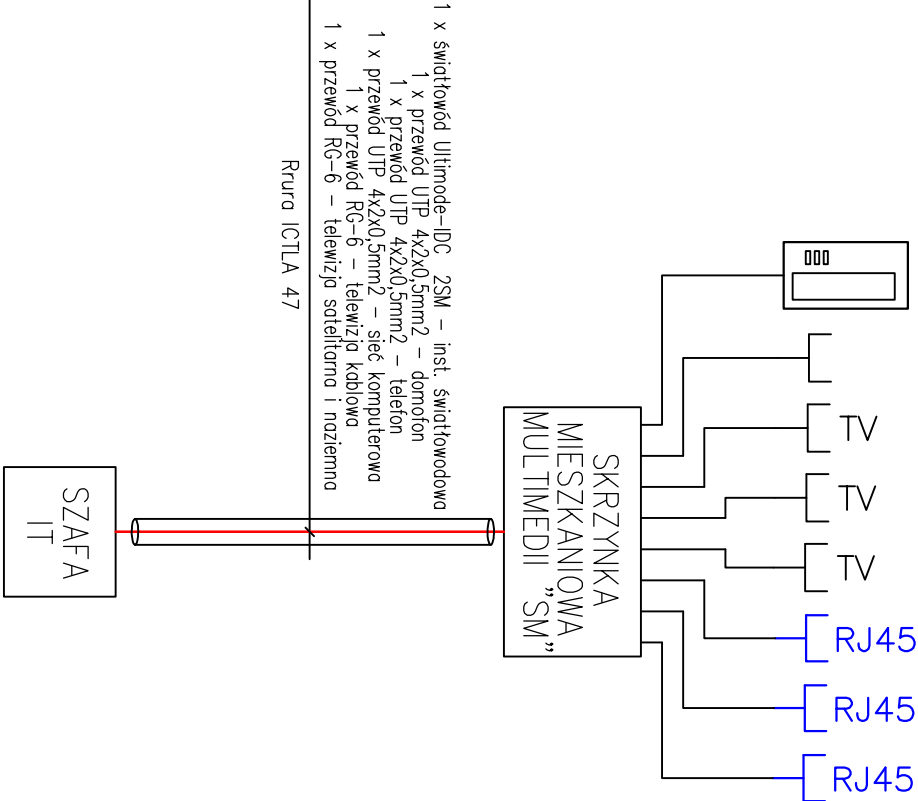 1 x światłowód Ultimode-IDC 2SM - inst. światłowodowa
1 x przewód UTP 4x2x0,5mm2 - domofon
1 x przewód UTP 4x2x0,5mm2 - telefon
1 x przewód UTP 4x2x0,5mm2 - sieć komputerowa
1 x przewód RG-6 - telewizja kablowa
1 x przewód RG-6 - telewizja satelitarna i naziemna
Rrura ICTLA 47
SKRZYNKA
MIESZKANIOWA
MULTIMEDII „SM”
SZAFA
IT
TV
TV
TV
RJ45
RJ45
RJ45